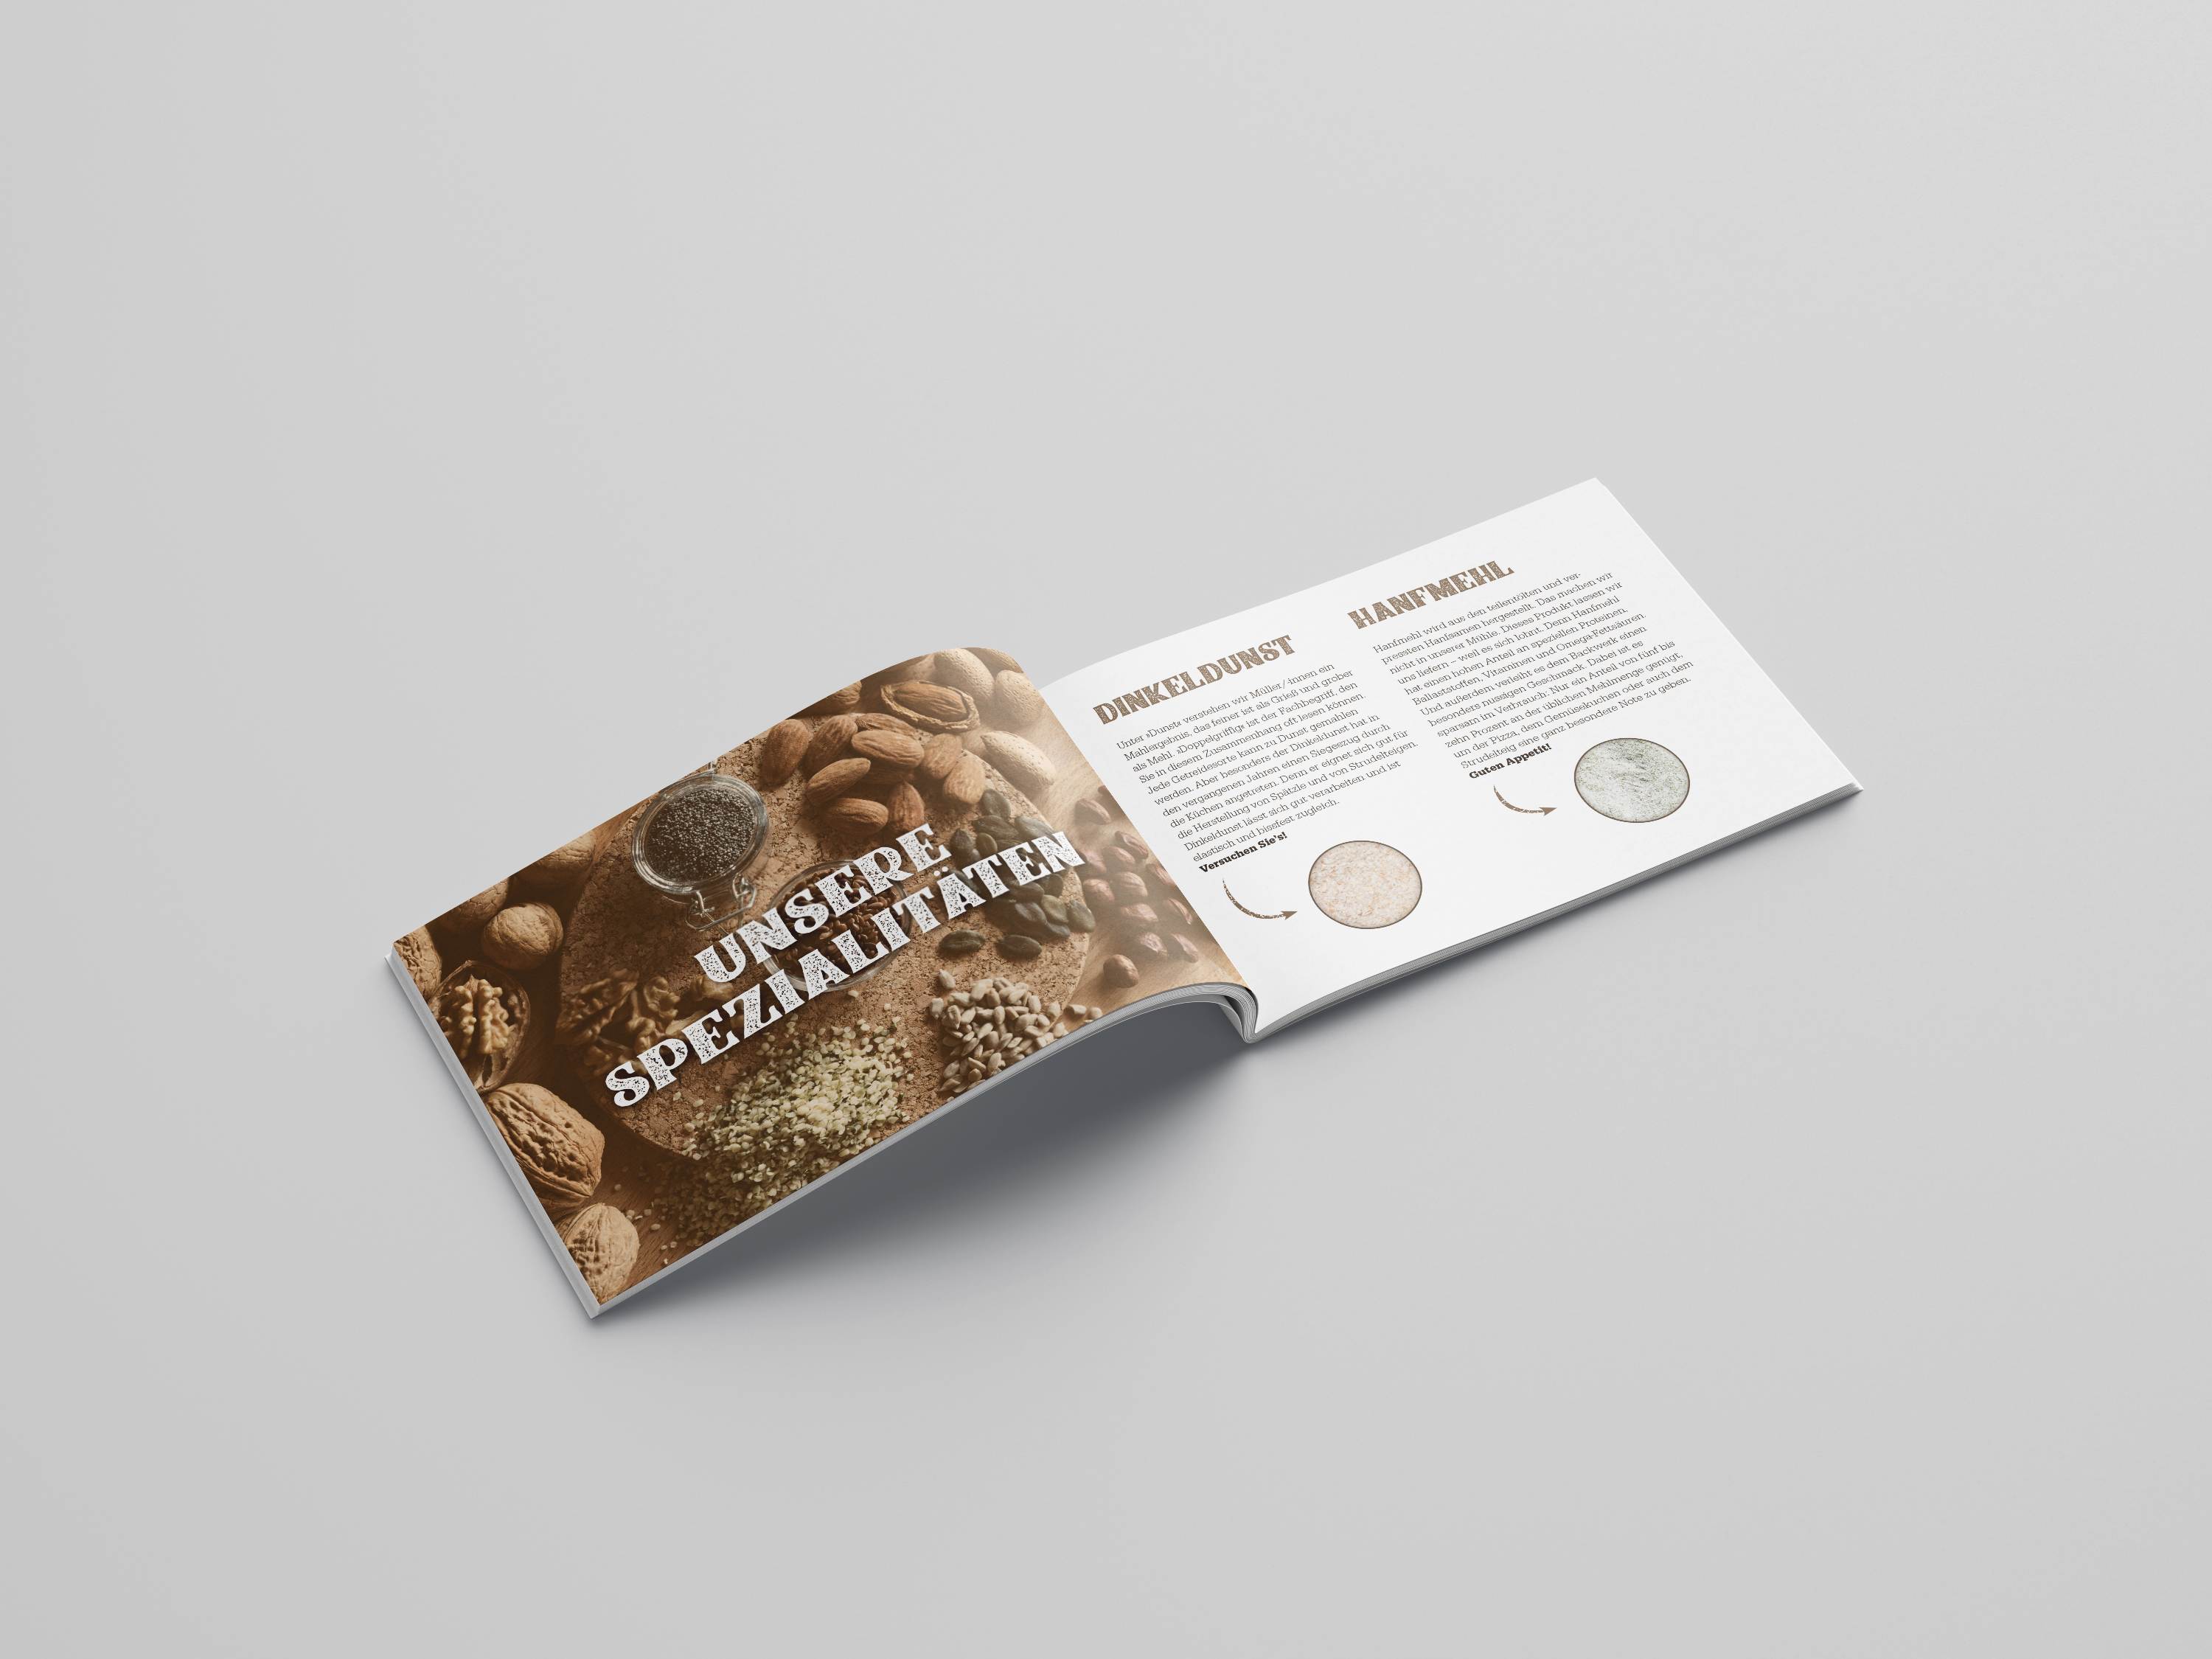 UNSERE
SPEZIALITÄTEN
DINKELDUNST
Unter »Dunst« verstehen wir Müller/-innen ein
Mahlergebnis, das feiner ist als Grieß und grober
als Mehl. »Doppelgriffig« ist der Fachbegriff, den
Sie in diesem Zusammenhang oft lesen können.
Jede Getreidesorte kann zu Dunst gemahlen
werden. Aber besonders der Dinkeldunst hat in
den vergangenen Jahren einen Siegeszug durch
die Küchen angetreten. Denn er eignet sich gut für
die Herstellung von Spätzle und von Strudelteigen.
Dinkeldunst lässt sich gut verarbeiten und ist
elastisch und bissfest zugleich.
Versuchen Sie's!
HANFMEHL
Hanfmehl wird aus den teilentölten und ver-
pressten Hanfsamen hergestellt. Das machen wir
nicht in unserer Mühle. Dieses Produkt lassen wir
uns liefern – weil es sich lohnt. Denn Hanfmehl
hat einen hohen Anteil an speziellen Proteinen,
Ballaststoffen, Vitaminen und Omega-Fettsäuren.
Und außerdem verleiht es dem Backwerk einen
besonders nussigen Geschmack. Dabei ist es
sparsam im Verbrauch: Nur ein Anteil von fünf bis
zehn Prozent an der üblichen Mehlmenge genügt,
um der Pizza, dem Gemüsekuchen oder auch dem
Strudelteig eine ganz besondere Note zu geben.
Guten Appetit!